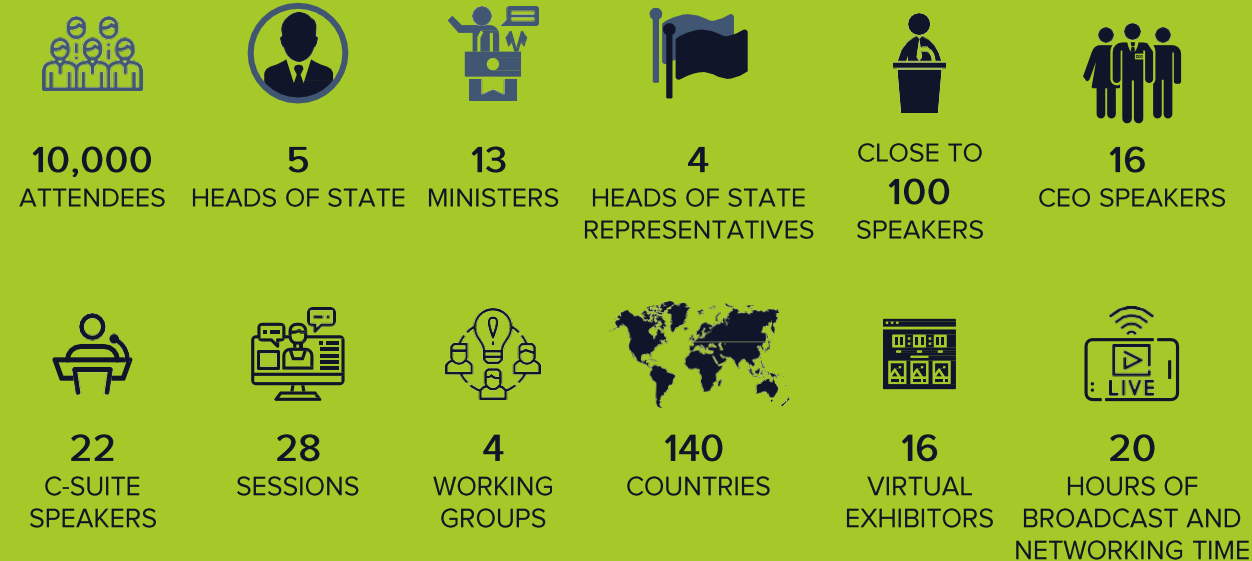 10,000
ATTENDEES
5
HEADS OF STATE
13
MINISTERS
4
HEADS OF STATE
REPRESENTATIVES
CLOSE TO
100
SPEAKERS
16
CEO SPEAKERS
22
C-SUITE
SPEAKERS
28
SESSIONS
4
WORKING
GROUPS
140
COUNTRIES
16
VIRTUAL
EXHIBITORS
LIVE
20
HOURS OF
BROADCAST AND
NETWORKING TIME